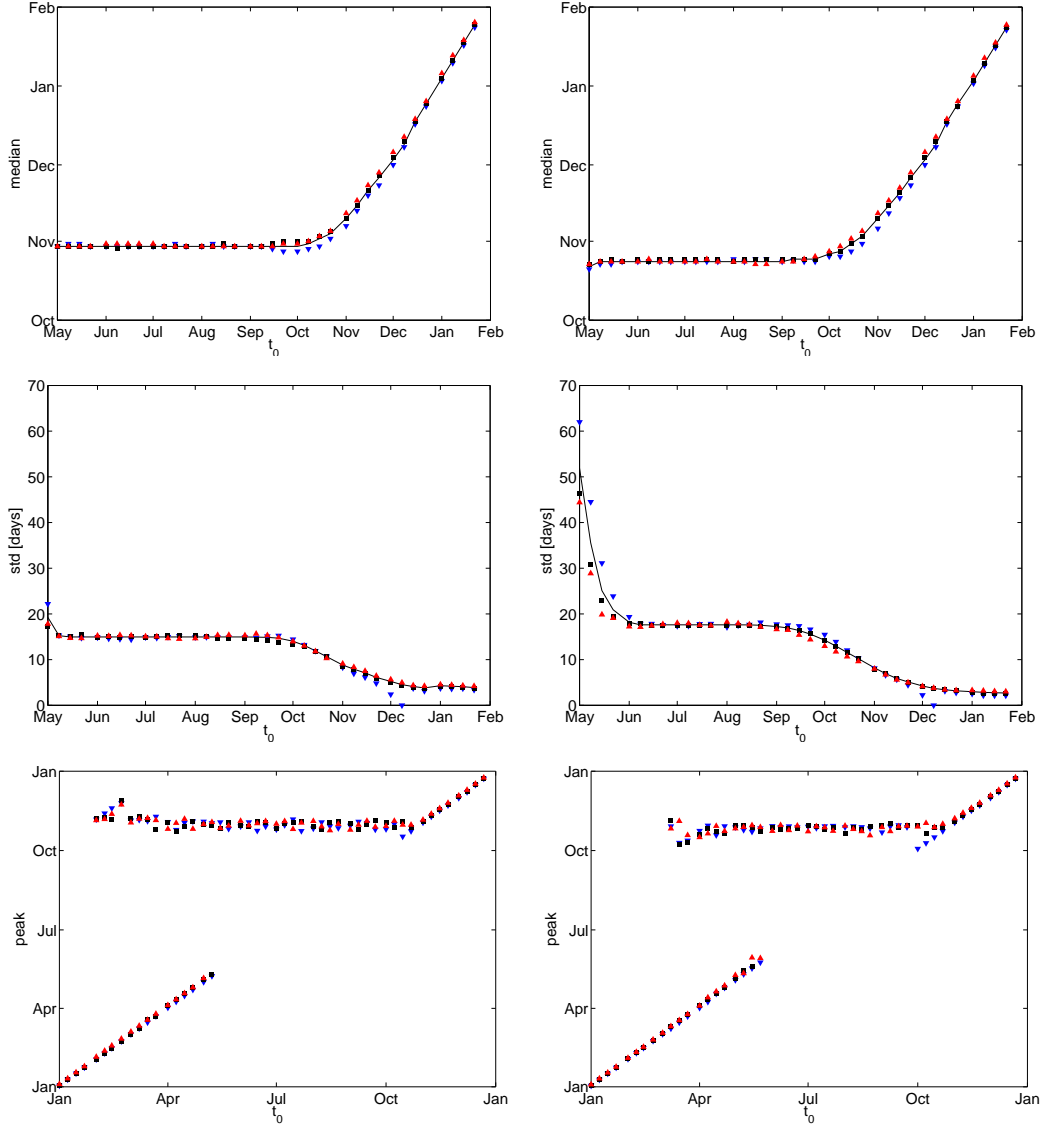 Feb
Jan
Dec
Nov
Oct
median
May Jun Jul Aug Sep Oct Nov Dec Jan Feb
t0
Feb
Jan
Dec
Nov
Oct
median
May Jun Jul Aug Sep Oct Nov Dec Jan Feb
t0
70
60
50
40
30
20
10
0
std [days]
May Jun Jul Aug Sep Oct Nov Dec Jan Feb
t0
70
60
50
40
30
20
10
0
std [days]
May Jun Jul Aug Sep Oct Nov Dec Jan Feb
t0
Jan
Oct
Jul
Apr
Jan
peak
Jan Apr Jul Oct Jan
t0
Jan
Oct
Jul
Apr
Jan
peak
Jan Apr Jul Oct Jan
t0